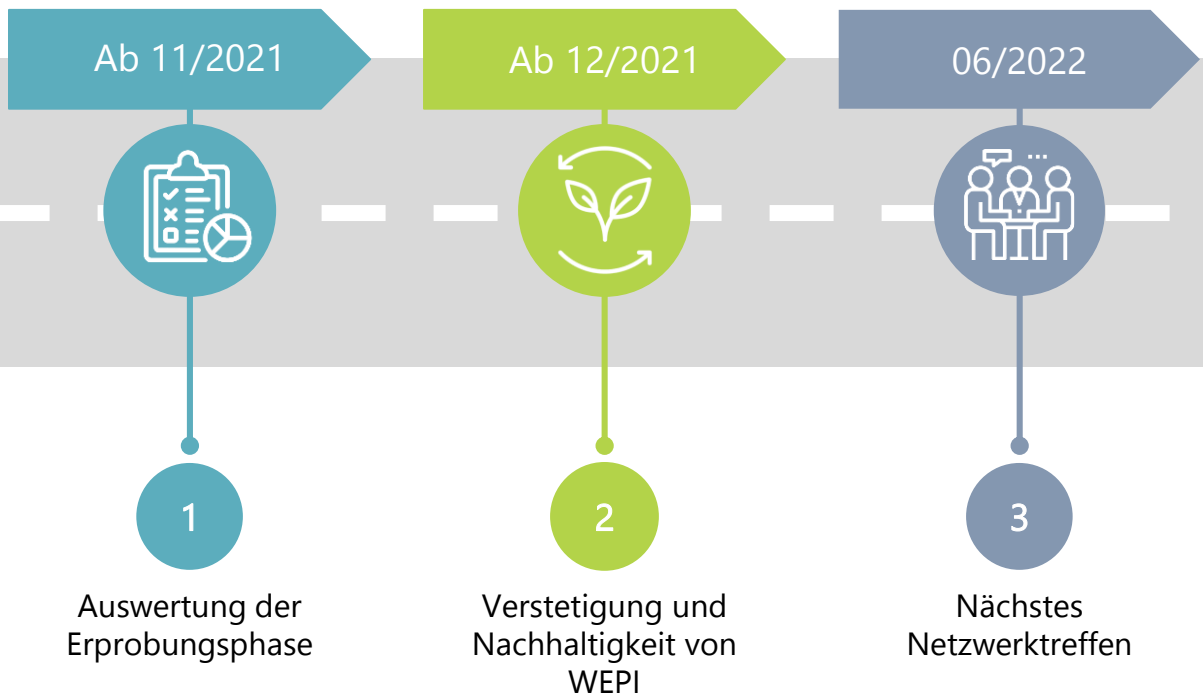 Ab 11/2021
Ab 12/2021
06/2022
1
2
3
Auswertung der
Erprobungsphase
Verstetigung und
Nachhaltigkeit von
WEPI
Nächstes
Netzwerktreffen